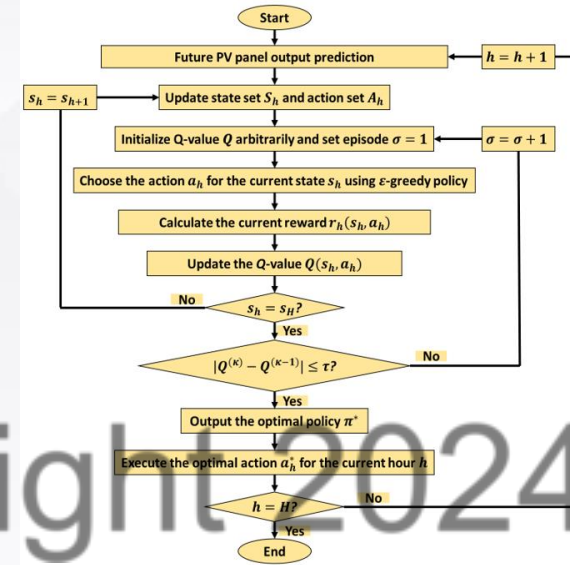 Start
Future PV panel output prediction
h = h + 1
s_h = s_{h+1}
Update state set S_h and action set A_h
Initialize Q-value Q arbitrarily and set episode σ = 1
σ = σ + 1
Choose the action a_h for the current state s_h using ε-greedy policy
Calculate the current reward r_h(s_h, a_h)
Update the Q-value Q(s_h, a_h)
No
s_h = s_H?
Yes
|Q^{(κ)} − Q^{(κ−1)}| ≤ τ?
No
Yes
Output the optimal policy π*
Execute the optimal action a_h^* for the current hour h
ight 2024
h = H?
No
Yes
End